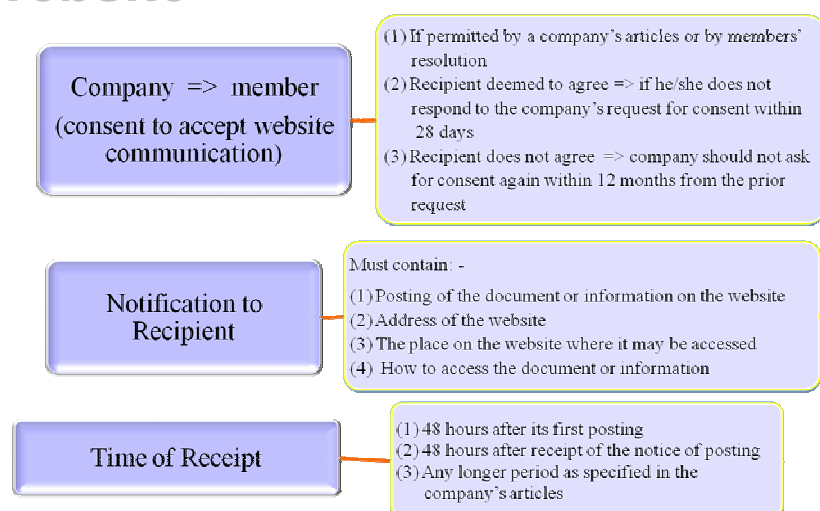 Company => member
(consent to accept website
communication)
(1) If permitted by a company's articles or by members'
resolution
(2) Recipient deemed to agree => if he/she does not
respond to the company's request for consent within
28 days
(3) Recipient does not agree => company should not ask
for consent again within 12 months from the prior
request
Notification to
Recipient
Must contain: -
(1) Posting of the document or information on the website
(2) Address of the website
(3) The place on the website where it may be accessed
(4) How to access the document or information
Time of Receipt
(1) 48 hours after its first posting
(2) 48 hours after receipt of the notice of posting
(3) Any longer period as specified in the
company's articles